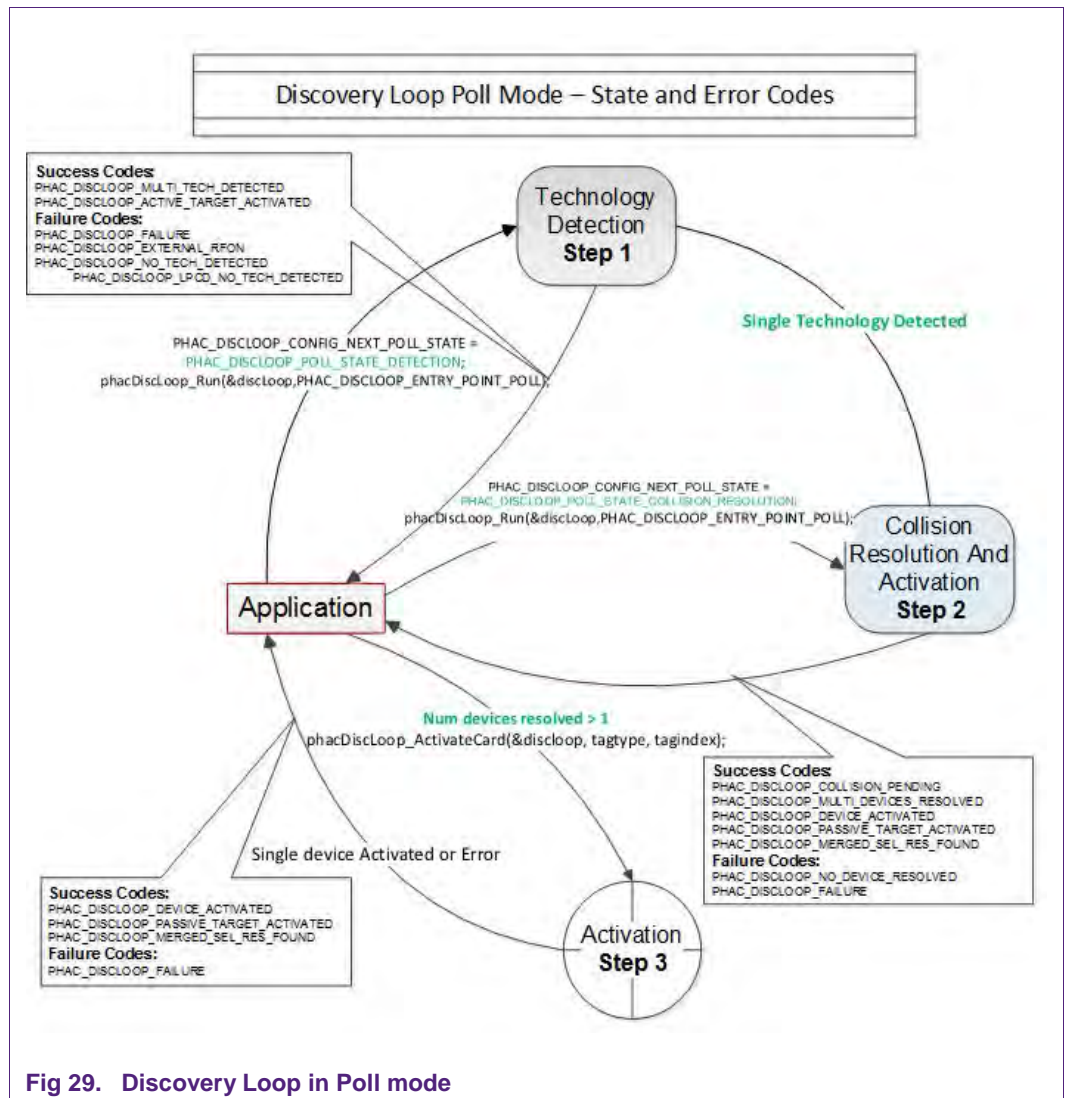 Discovery Loop Poll Mode – State and Error Codes
Success Codes:
PHAC_DISCLOOP_MULTI_TECH_DETECTED
PHAC_DISCLOOP_ACTIVE_TARGET_ACTIVATED
Failure Codes:
PHAC_DISCLOOP_FAILURE
PHAC_DISCLOOP_EXTERNAL_RFON
PHAC_DISCLOOP_NO_TECH_DETECTED
PHAC_DISCLOOP_LPCD_NO_TECH_DETECTED
Technology
Detection
Step 1
Single Technology Detected
PHAC_DISCLOOP_CONFIG_NEXT_POLL_STATE =
PHAC_DISCLOOP_POLL_STATE_DETECTION;
phacDiscLoop_Run(&discLoop,PHAC_DISCLOOP_ENTRY_POINT_POLL);
PHAC_DISCLOOP_CONFIG_NEXT_POLL_STATE =
PHAC_DISCLOOP_POLL_STATE_COLLISION_RESOLUTION;
phacDiscLoop_Run(&discLoop,PHAC_DISCLOOP_ENTRY_POINT_POLL);
Collision
Resolution And
Activation
Step 2
Application
Num devices resolved > 1
phacDiscLoop_ActivateCard(&discloop, tagtype, tagindex);
Success Codes:
PHAC_DISCLOOP_COLLISION_PENDING
PHAC_DISCLOOP_MULTI_DEVICES_RESOLVED
PHAC_DISCLOOP_DEVICE_ACTIVATED
PHAC_DISCLOOP_PASSIVE_TARGET_ACTIVATED
PHAC_DISCLOOP_MERGED_SEL_RES_FOUND
Failure Codes:
PHAC_DISCLOOP_NO_DEVICE_RESOLVED
PHAC_DISCLOOP_FAILURE
Single device Activated or Error
Success Codes:
PHAC_DISCLOOP_DEVICE_ACTIVATED
PHAC_DISCLOOP_PASSIVE_TARGET_ACTIVATED
PHAC_DISCLOOP_MERGED_SEL_RES_FOUND
Failure Codes:
PHAC_DISCLOOP_FAILURE
Activation
Step 3
Fig 29. Discovery Loop in Poll mode